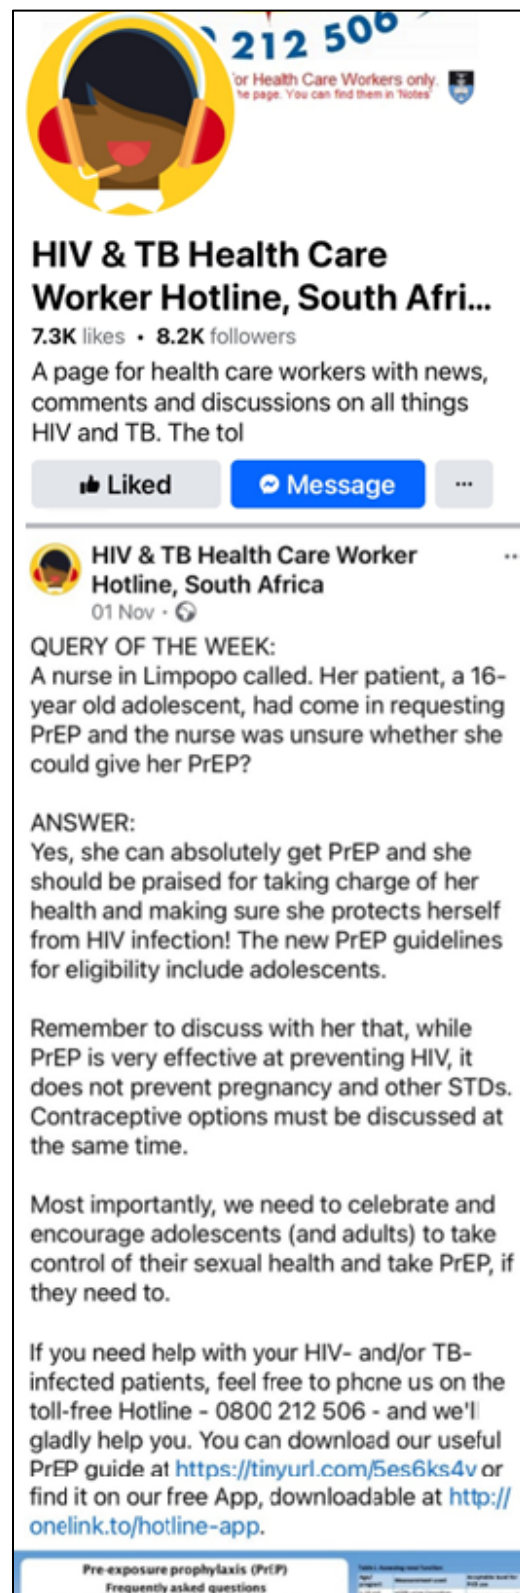 212 506
or Health Care Workers only.
he page. You can find them in 'Notes'
HIV & TB Health Care
Worker Hotline, South Afri...
7.3K likes • 8.2K followers
A page for health care workers with news,
comments and discussions on all things
HIV and TB. The tol
Liked
Message
...
HIV & TB Health Care Worker
Hotline, South Africa
...
01 Nov ·
QUERY OF THE WEEK:
A nurse in Limpopo called. Her patient, a 16-
year old adolescent, had come in requesting
PrEP and the nurse was unsure whether she
could give her PrEP?
ANSWER:
Yes, she can absolutely get PrEP and she
should be praised for taking charge of her
health and making sure she protects herself
from HIV infection! The new PrEP guidelines
for eligibility include adolescents.
Remember to discuss with her that, while
PrEP is very effective at preventing HIV, it
does not prevent pregnancy and other STDs.
Contraceptive options must be discussed at
the same time.
Most importantly, we need to celebrate and
encourage adolescents (and adults) to take
control of their sexual health and take PrEP, if
they need to.
If you need help with your HIV- and/or TB-
infected patients, feel free to phone us on the
toll-free Hotline - 0800 212 506 - and we'll
gladly help you. You can download our useful
PrEP guide at https://tinyurl.com/5es6ks4v or
find it on our free App, downloadable at http://
onelink.to/hotline-app.
Pre-exposure prophylaxis (PrEP)
Frequently asked questions